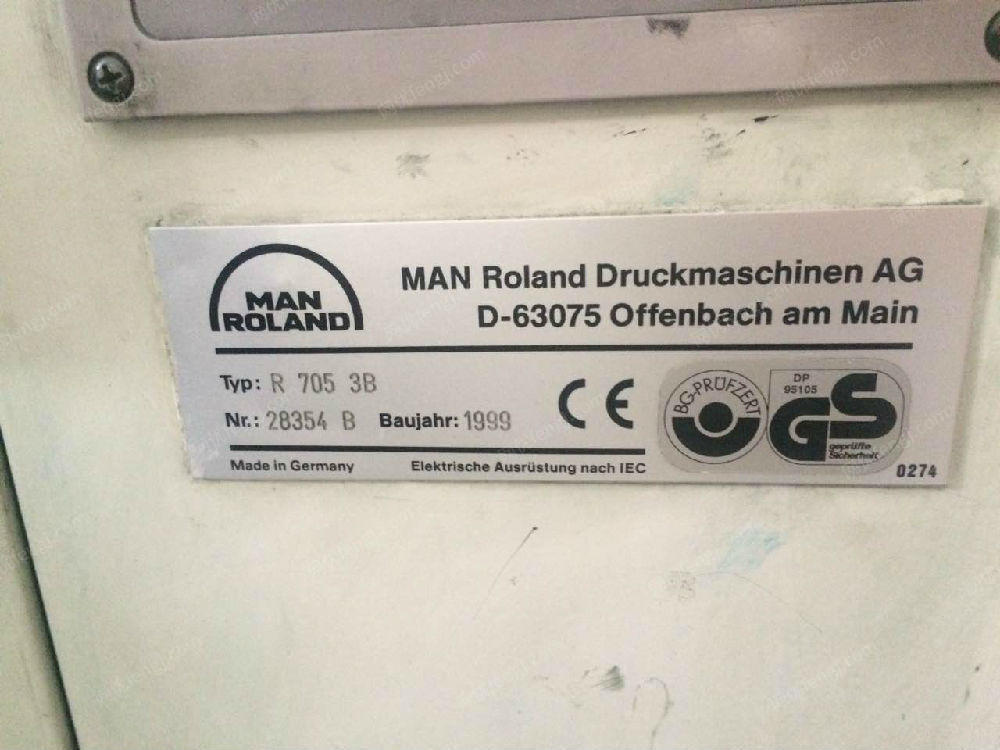 MAN
ROLAND
MAN Roland Druckmaschinen AG
D-63075 Offenbach am Main
Typ: R 705 3B
Nr.: 28354 B Baujahr: 1999
Made in Germany Elektrische Ausrüstung nach IEC
CE
BG-PRÜFZERT
DP
95105
GS
geprüfte
Sicherheit
0274